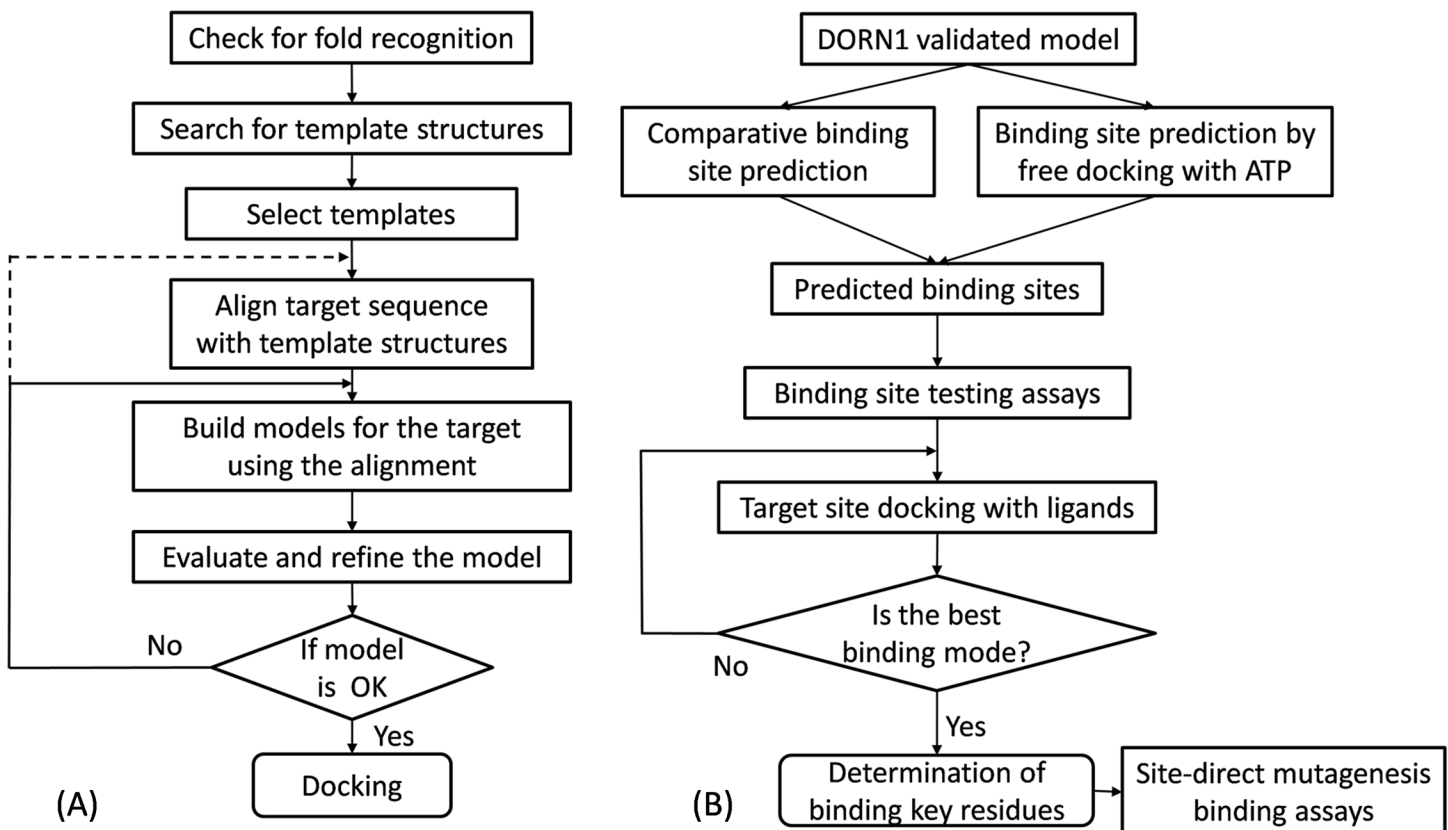 Check for fold recognition
Search for template structures
Select templates
Align target sequence
with template structures
Build models for the target
using the alignment
Evaluate and refine the model
No
If model
is OK
Yes
Docking
(A)
DORN1 validated model
Comparative binding
site prediction
Binding site prediction by
free docking with ATP
Predicted binding sites
Binding site testing assays
Target site docking with ligands
Is the best
binding mode?
No
Yes
Determination of
binding key residues
Site-direct mutagenesis
binding assays
(B)